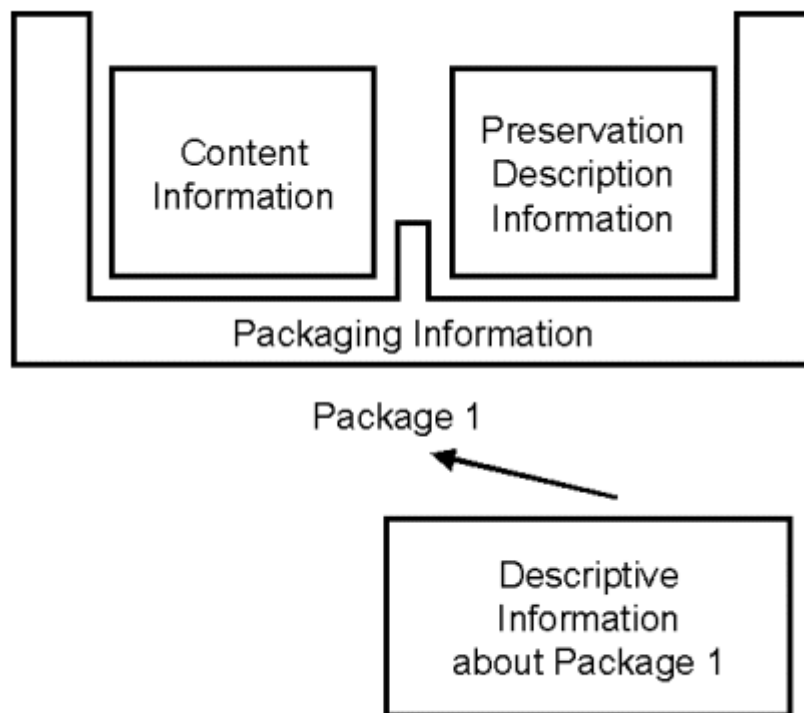 Content
Information
Preservation
Description
Information
Packaging Information
Package 1
Descriptive
Information
about Package 1